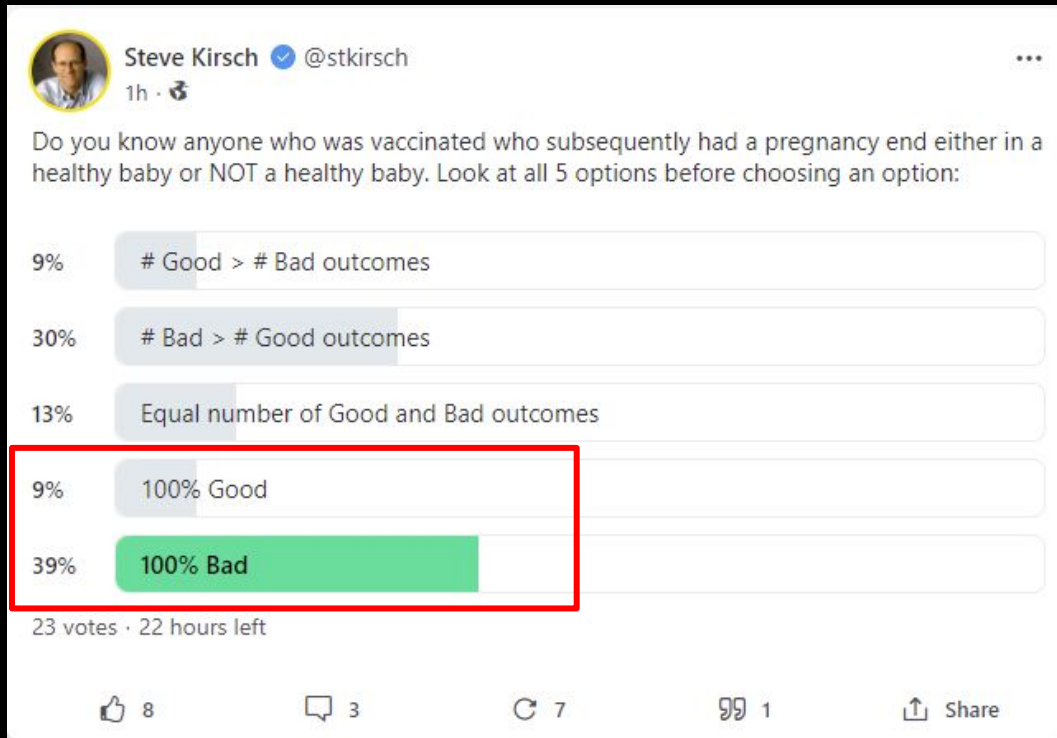 Steve Kirsch @stkirsch
1h ·
Do you know anyone who was vaccinated who subsequently had a pregnancy end either in a
healthy baby or NOT a healthy baby. Look at all 5 options before choosing an option:
9% # Good > # Bad outcomes
30% # Bad > # Good outcomes
13% Equal number of Good and Bad outcomes
9% 100% Good
39% 100% Bad
23 votes · 22 hours left
8 3 7 1 Share